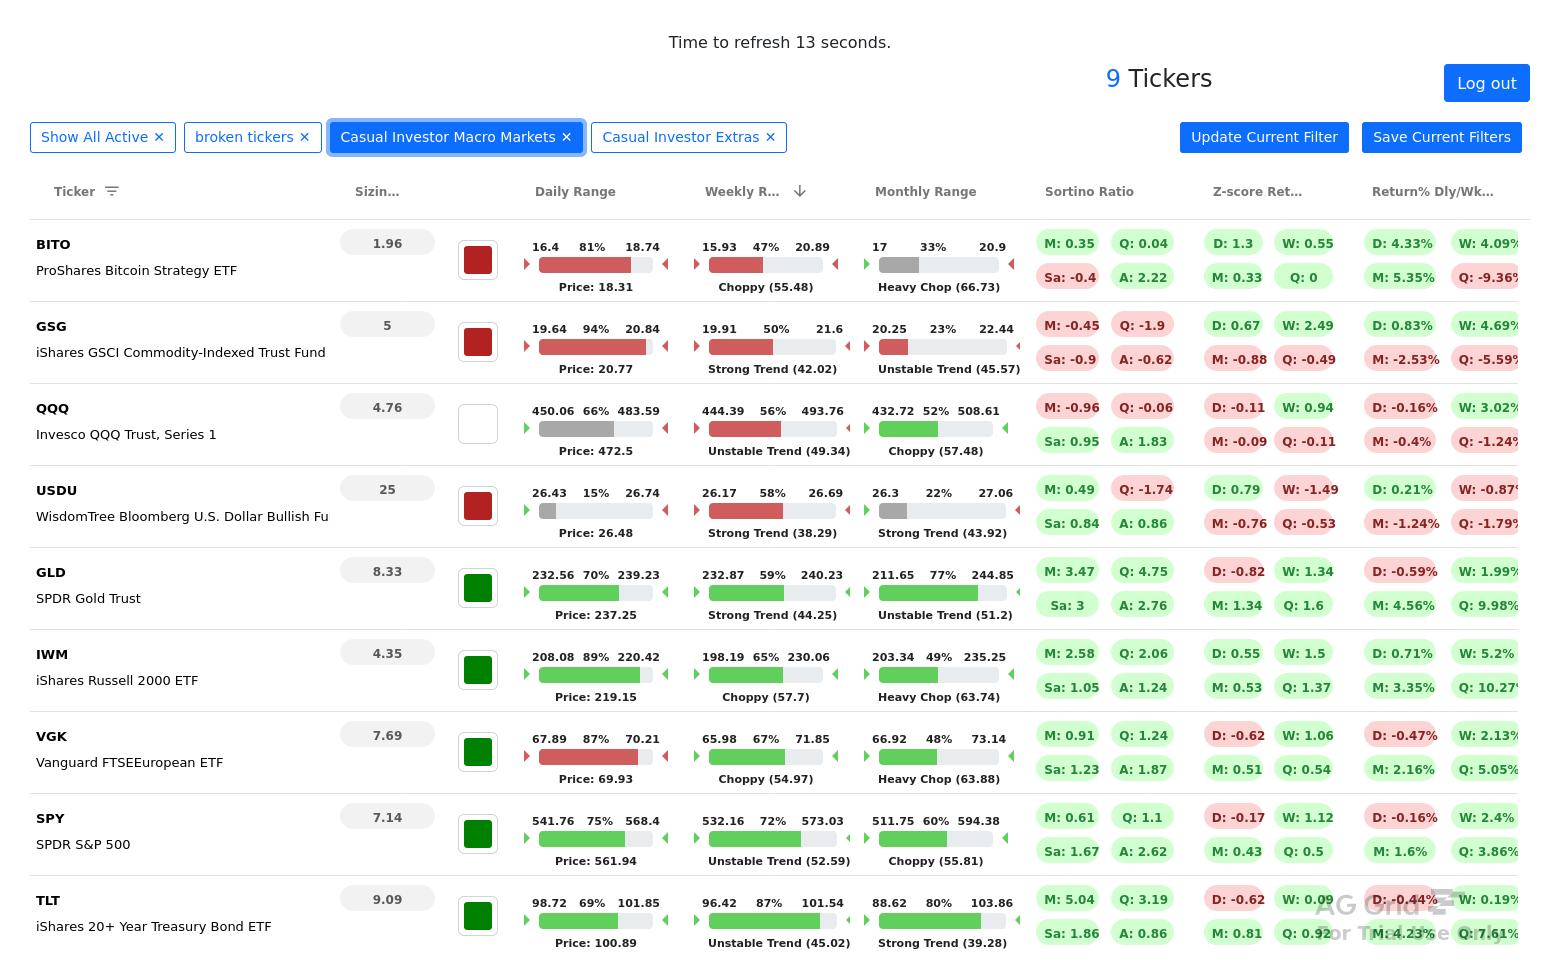 Time to refresh 13 seconds.
9 Tickers
Log out
Show All Active ✕ broken tickers ✕ Casual Investor Macro Markets ✕ Casual Investor Extras ✕ Update Current Filter Save Current Filters
Ticker Sizin... Daily Range Weekly R... Monthly Range Sortino Ratio Z-score Ret... Return% Dly/Wk...
BITO 1.96 16.4 81% 18.74 15.93 47% 20.89 17 33% 20.9 M: 0.35 Q: 0.04 D: 1.3 W: 0.55 D: 4.33% W: 4.09%
ProShares Bitcoin Strategy ETF Sa: -0.4 A: 2.22 M: 0.33 Q: 0 M: 5.35% Q: -9.36%
Price: 18.31 Choppy (55.48) Heavy Chop (66.73)
GSG 5 19.64 94% 20.84 19.91 50% 21.6 20.25 23% 22.44 M: -0.45 Q: -1.9 D: 0.67 W: 2.49 D: 0.83% W: 4.69%
iShares GSCI Commodity-Indexed Trust Fund Sa: -0.9 A: -0.62 M: -0.88 Q: -0.49 M: -2.53% Q: -5.59%
Price: 20.77 Strong Trend (42.02) Unstable Trend (45.57)
QQQ 4.76 450.06 66% 483.59 444.39 56% 493.76 432.72 52% 508.61 M: -0.96 Q: -0.06 D: -0.11 W: 0.94 D: -0.16% W: 3.02%
Invesco QQQ Trust, Series 1 Sa: 0.95 A: 1.83 M: -0.09 Q: -0.11 M: -0.4% Q: -1.24%
Price: 472.5 Unstable Trend (49.34) Choppy (57.48)
USDU 25 26.43 15% 26.74 26.17 58% 26.69 26.3 22% 27.06 M: 0.49 Q: -1.74 D: 0.79 W: -1.49 D: 0.21% W: -0.87%
WisdomTree Bloomberg U.S. Dollar Bullish Fu Sa: 0.84 A: 0.86 M: -0.76 Q: -0.53 M: -1.24% Q: -1.79%
Price: 26.48 Strong Trend (38.29) Strong Trend (43.92)
GLD 8.33 232.56 70% 239.23 232.87 59% 240.23 211.65 77% 244.85 M: 3.47 Q: 4.75 D: -0.82 W: 1.34 D: -0.59% W: 1.99%
SPDR Gold Trust Sa: 3 A: 2.76 M: 1.34 Q: 1.6 M: 4.56% Q: 9.98%
Price: 237.25 Strong Trend (44.25) Unstable Trend (51.2)
IWM 4.35 208.08 89% 220.42 198.19 65% 230.06 203.34 49% 235.25 M: 2.58 Q: 2.06 D: 0.55 W: 1.5 D: 0.71% W: 5.2%
iShares Russell 2000 ETF Sa: 1.05 A: 1.24 M: 0.53 Q: 1.37 M: 3.35% Q: 10.27%
Price: 219.15 Choppy (57.7) Heavy Chop (63.74)
VGK 7.69 67.89 87% 70.21 65.98 67% 71.85 66.92 48% 73.14 M: 0.91 Q: 1.24 D: -0.62 W: 1.06 D: -0.47% W: 2.13%
Vanguard FTSEEuropean ETF Sa: 1.23 A: 1.87 M: 0.51 Q: 0.54 M: 2.16% Q: 5.05%
Price: 69.93 Choppy (54.97) Heavy Chop (63.88)
SPY 7.14 541.76 75% 568.4 532.16 72% 573.03 511.75 60% 594.38 M: 0.61 Q: 1.1 D: -0.17 W: 1.12 D: -0.16% W: 2.4%
SPDR S&P 500 Sa: 1.67 A: 2.62 M: 0.43 Q: 0.5 M: 1.6% Q: 3.86%
Price: 561.94 Unstable Trend (52.59) Choppy (55.81)
TLT 9.09 98.72 69% 101.85 96.42 87% 101.54 88.62 80% 103.86 M: 5.04 Q: 3.19 D: -0.62 W: 0.09 D: -0.44% W: 0.19%
AG Grid
iShares 20+ Year Treasury Bond ETF Sa: 1.86 A: 0.86 M: 0.81 Q: 0.92 M: 4.23% Q: 7.61%
For Trial Use Only
Price: 100.89 Unstable Trend (45.02) Strong Trend (39.28)